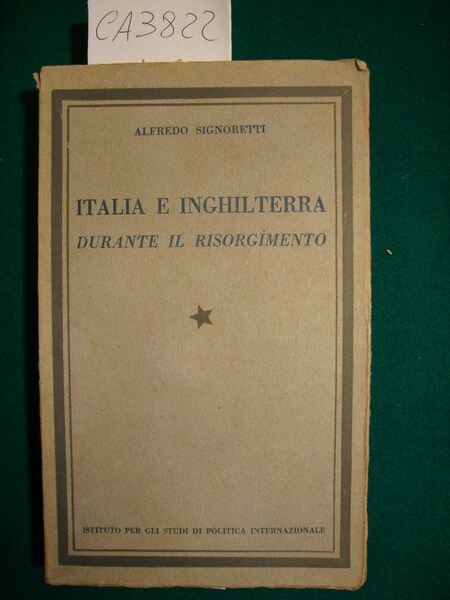 CA3822
ALFREDO SIGNORETTI
ITALIA E INGHILTERRA
DURANTE IL RISORGIMENTO
ISTITUTO PER GLI STUDI DI POLITICA INTERNAZIONALE